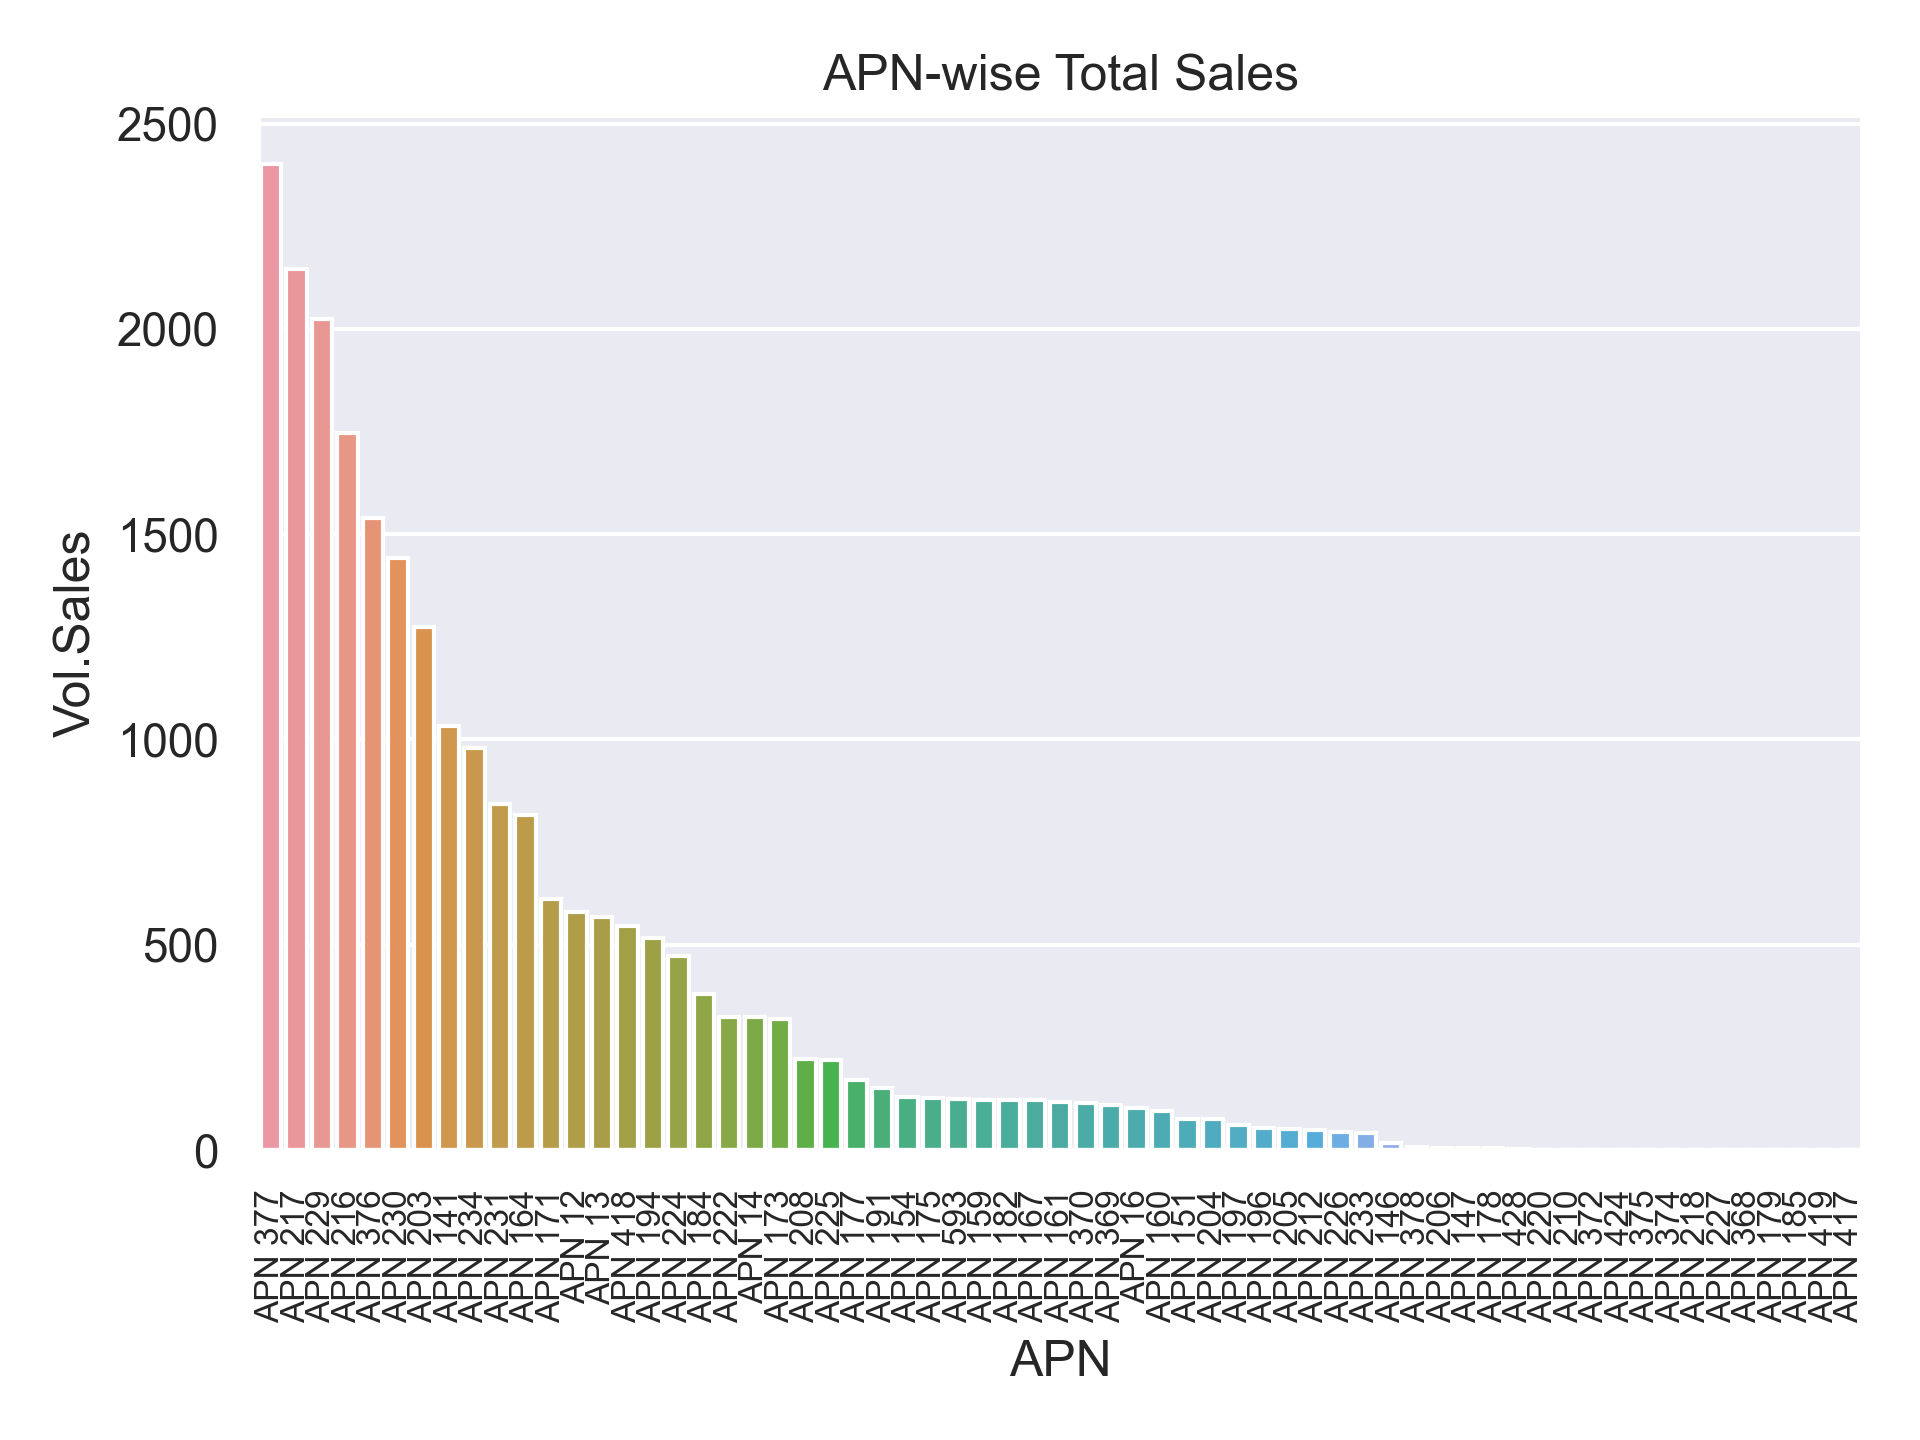 APN-wise Total Sales
2500
2000
1500
1000
500
0
Vol.Sales
APN 377
APN 217
APN 229
APN 216
APN 376
APN 230
APN 203
APN 141
APN 234
APN 231
APN 164
APN 171
APN 12
APN 13
APN 418
APN 194
APN 224
APN 184
APN 222
APN 14
APN 173
APN 208
APN 225
APN 177
APN 191
APN 154
APN 175
APN 593
APN 159
APN 182
APN 167
APN 161
APN 370
APN 369
APN 16
APN 160
APN 151
APN 204
APN 197
APN 196
APN 205
APN 212
APN 226
APN 233
APN 146
APN 378
APN 206
APN 147
APN 178
APN 428
APN 220
APN 210
APN 372
APN 424
APN 375
APN 374
APN 218
APN 227
APN 368
APN 179
APN 185
APN 419
APN 417
APN